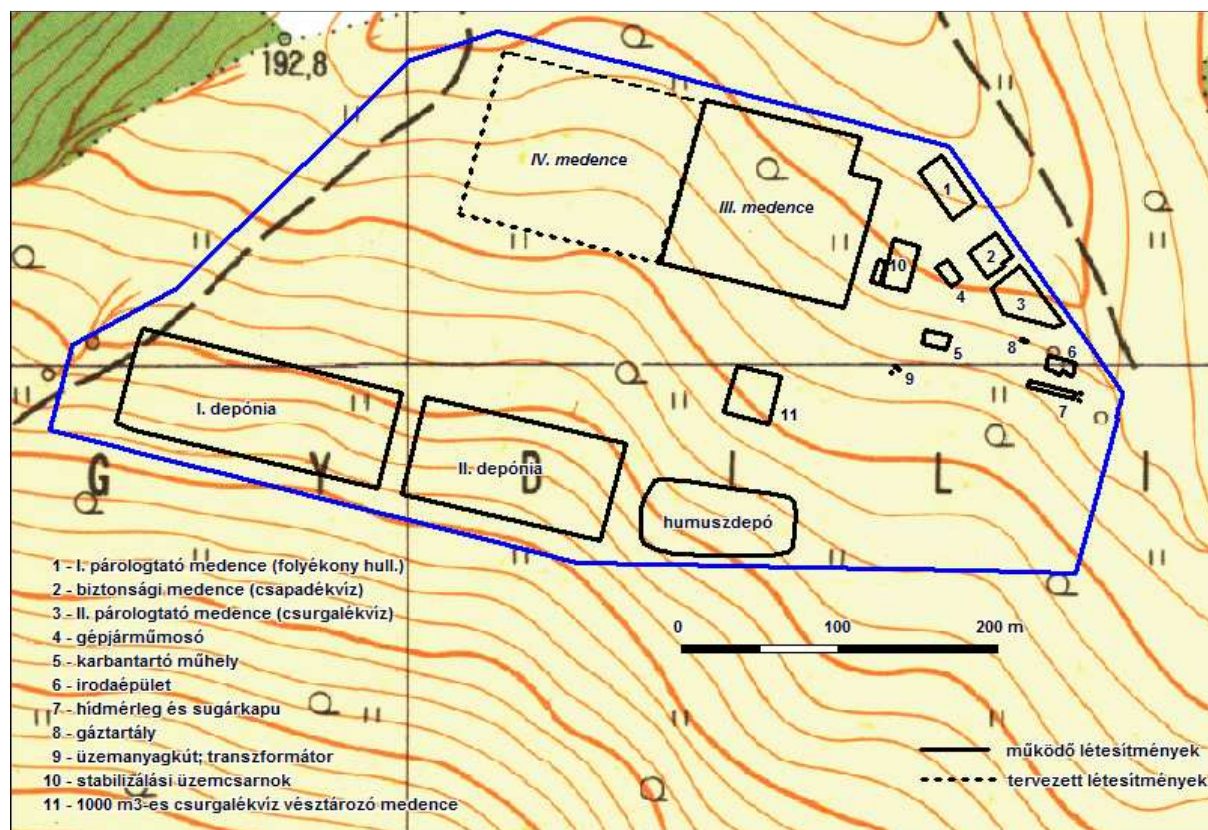 192,8
IV. medence
III. medence
1
2
10
4
3
5
8
6
9
7
I. depónia
11
II. depónia
G Y D I L L I
humuszdepó
1 - I. párologtató medence (folyékony hull.)
2 - biztonsági medence (csapadékvíz)
3 - II. párologtató medence (csurgalékvíz)
4 - gépjárműmosó
5 - karbantartó műhely
6 - irodaépület
7 - hídmérleg és sugárkapu
8 - gáztartály
9 - üzemanyagkút; transzformátor
10 - stabilizálási üzemcsarnok
11 - 1000 m3-es csurgalékvíz vésztározó medence
0 100 200 m
működő létesítmények
tervezett létesítmények